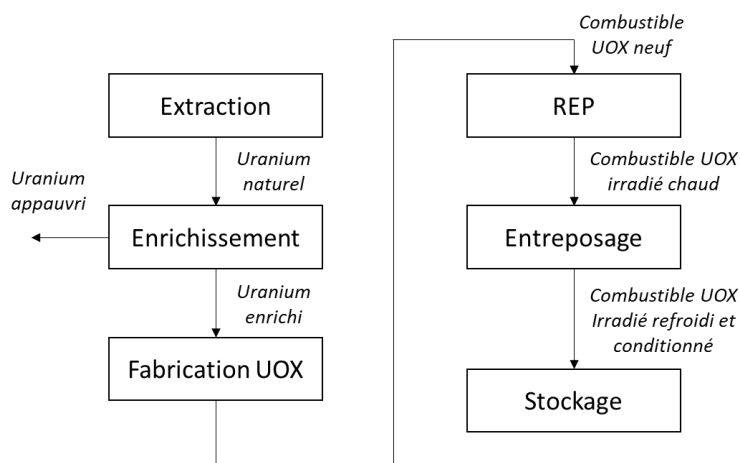 Extraction
Uranium
naturel
Uranium
appauvri
Enrichissement
Uranium
enrichi
Fabrication UOX
Combustible
UOX neuf
REP
Combustible UOX
irradié chaud
Entreposage
Combustible UOX
Irradié refroidi et
conditionné
Stockage